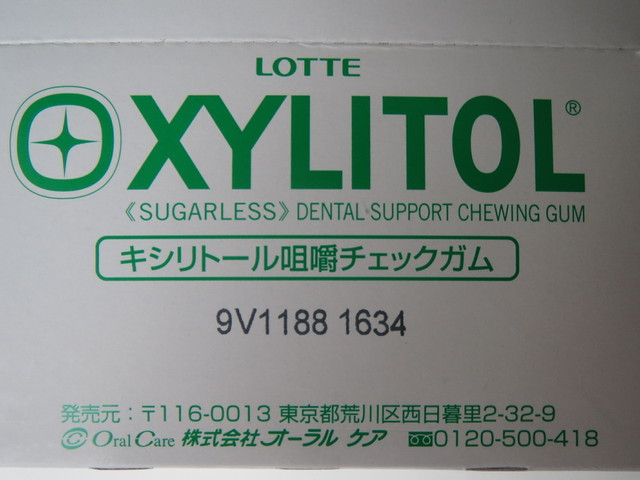 LOTTE
XYLITOL®
《SUGARLESS》 DENTAL SUPPORT CHEWING GUM
キシリトール咀嚼チェックガム
9V1188 1634
発売元：〒116-0013 東京都荒川区西日暮里2-32-9
Oral Care 株式会社オーラルケア 0120-500-418